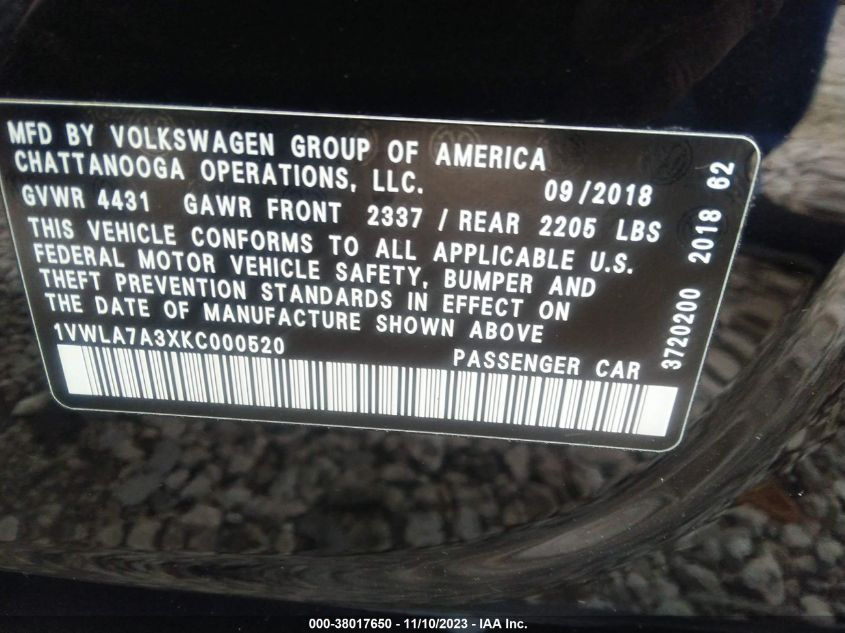 MFD BY VOLKSWAGEN GROUP OF AMERICA
CHATTANOOGA OPERATIONS, LLC.
09/2018
GVWR 4431 GAWR FRONT 2337 / REAR 2205 LBS
THIS VEHICLE CONFORMS TO ALL APPLICABLE U.S.
FEDERAL MOTOR VEHICLE SAFETY, BUMPER AND
THEFT PREVENTION STANDARDS IN EFFECT ON
THE DATE OF MANUFACTURE SHOWN ABOVE
1VWLA7A3XKC000520
PASSENGER CAR
3720200 2018 62
000-38017650 - 11/10/2023 - IAA Inc.